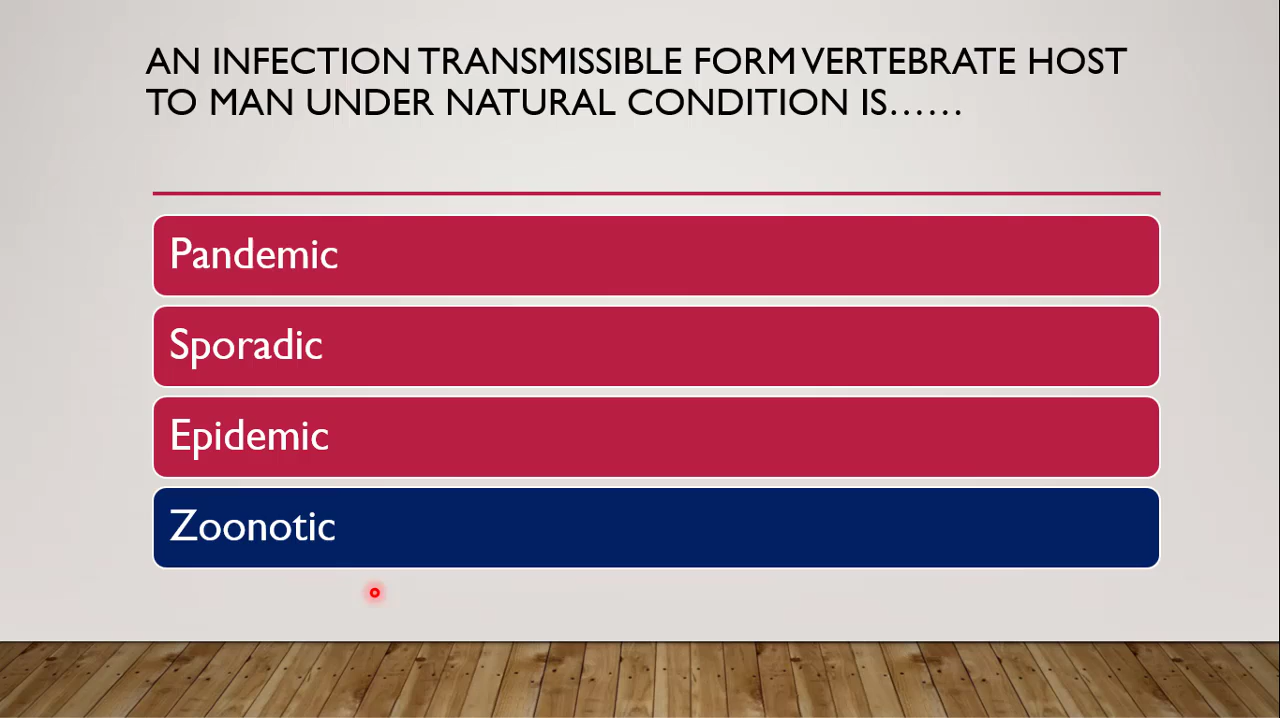 AN INFECTION TRANSMISSIBLE FORM VERTEBRATE HOST
TO MAN UNDER NATURAL CONDITION IS……
Pandemic
Sporadic
Epidemic
Zoonotic